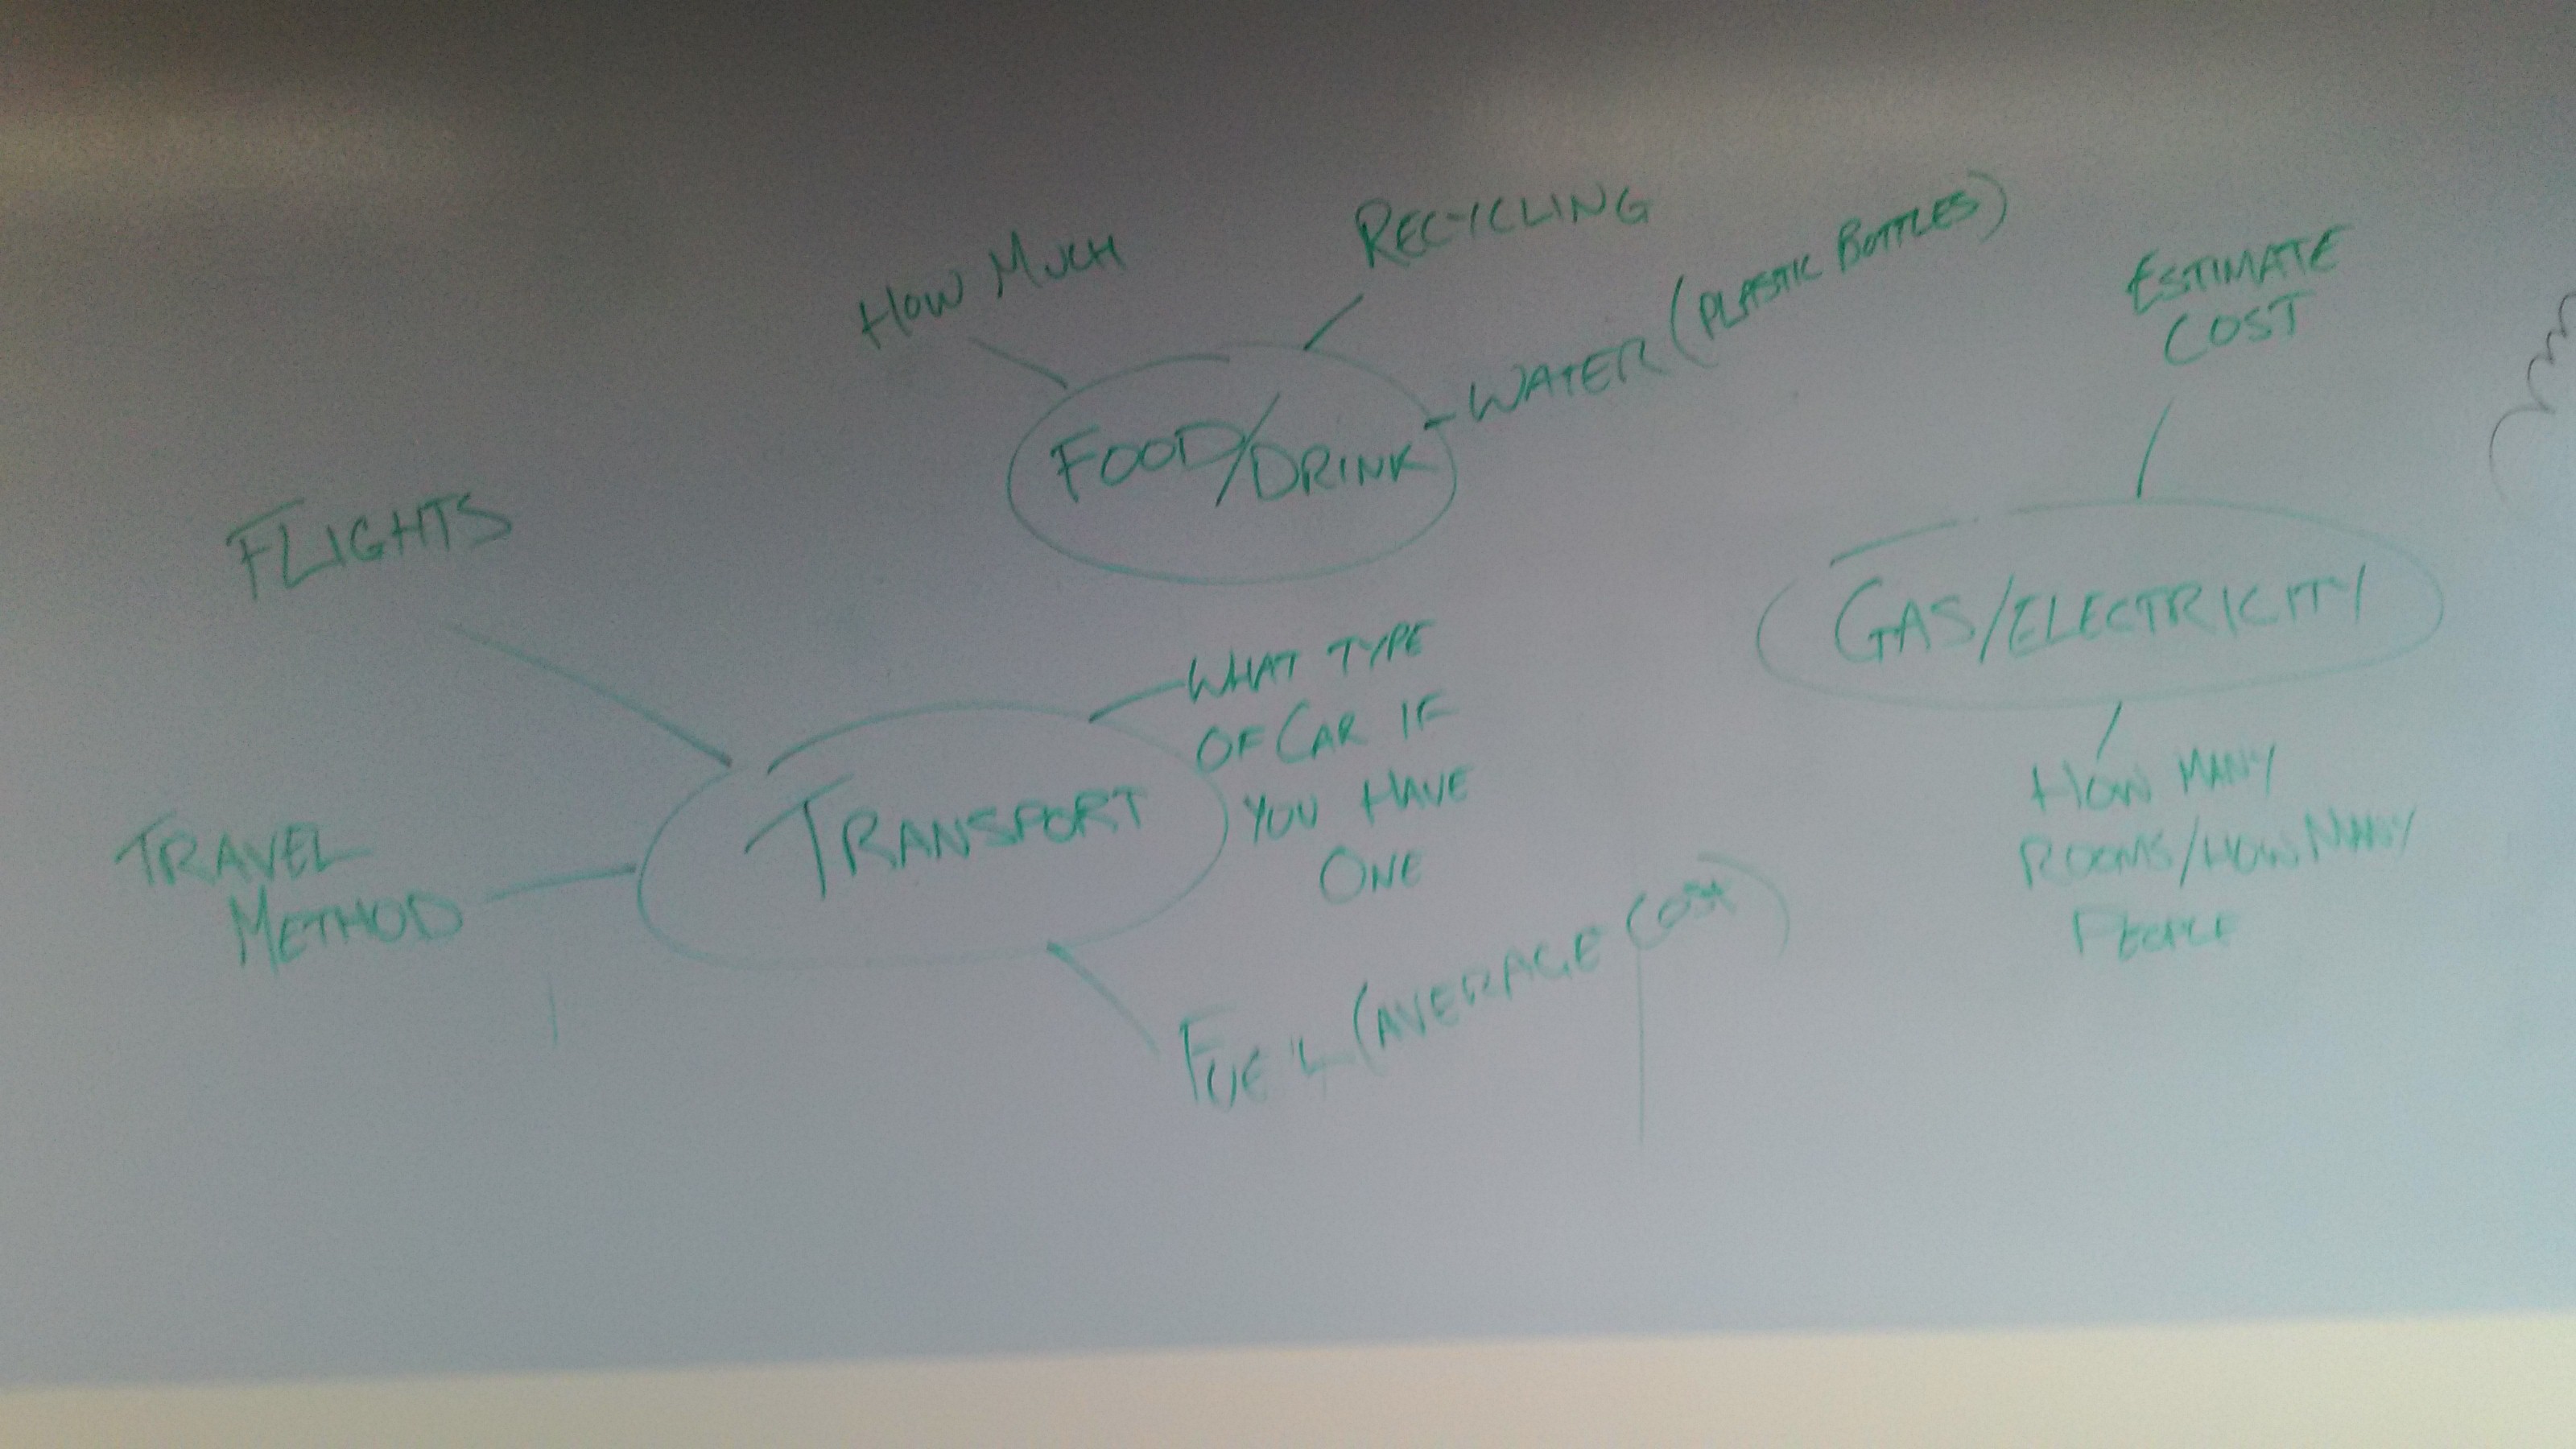 HOW MUCH
RECYCLING
WATER (PLASTIC BOTTLES)
FOOD/DRINK
ESTIMATE
COST
GAS/ELECTRICITY
HOW MANY
ROOMS/HOW MANY
PEOPLE
FLIGHTS
TRAVEL
METHOD
TRANSPORT
WHAT TYPE
OF CAR IF
YOU HAVE
ONE
FUEL (AVERAGE COST)